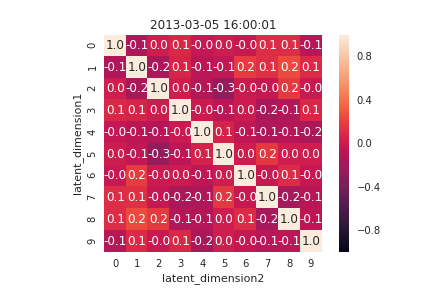 2013-03-05 16:00:01
latent_dimension1
0 1.0 -0.1 0.0 0.1 -0.0 0.0 -0.0 0.1 0.1 -0.1
1 -0.1 1.0 -0.2 0.1 -0.1 -0.1 0.2 0.1 0.2 0.1
2 0.0 -0.2 1.0 0.0 -0.1 -0.3 -0.0 -0.0 0.2 -0.0
3 0.1 0.1 0.0 1.0 -0.0 -0.1 0.0 -0.2 -0.1 0.1
4 -0.0 -0.1 -0.1 -0.0 1.0 0.1 -0.1 -0.1 -0.1 -0.2
5 0.0 -0.1 -0.3 -0.1 0.1 1.0 0.0 0.2 0.0 0.0
6 -0.0 0.2 -0.0 0.0 -0.1 0.0 1.0 -0.0 0.1 -0.0
7 0.1 0.1 -0.0 -0.2 -0.1 0.2 -0.0 1.0 -0.2 -0.1
8 0.1 0.2 0.2 -0.1 -0.1 0.0 0.1 -0.2 1.0 -0.1
9 -0.1 0.1 -0.0 0.1 -0.2 0.0 -0.0 -0.1 -0.1 1.0
0 1 2 3 4 5 6 7 8 9
latent_dimension2
0.8
0.4
0.0
−0.4
−0.8